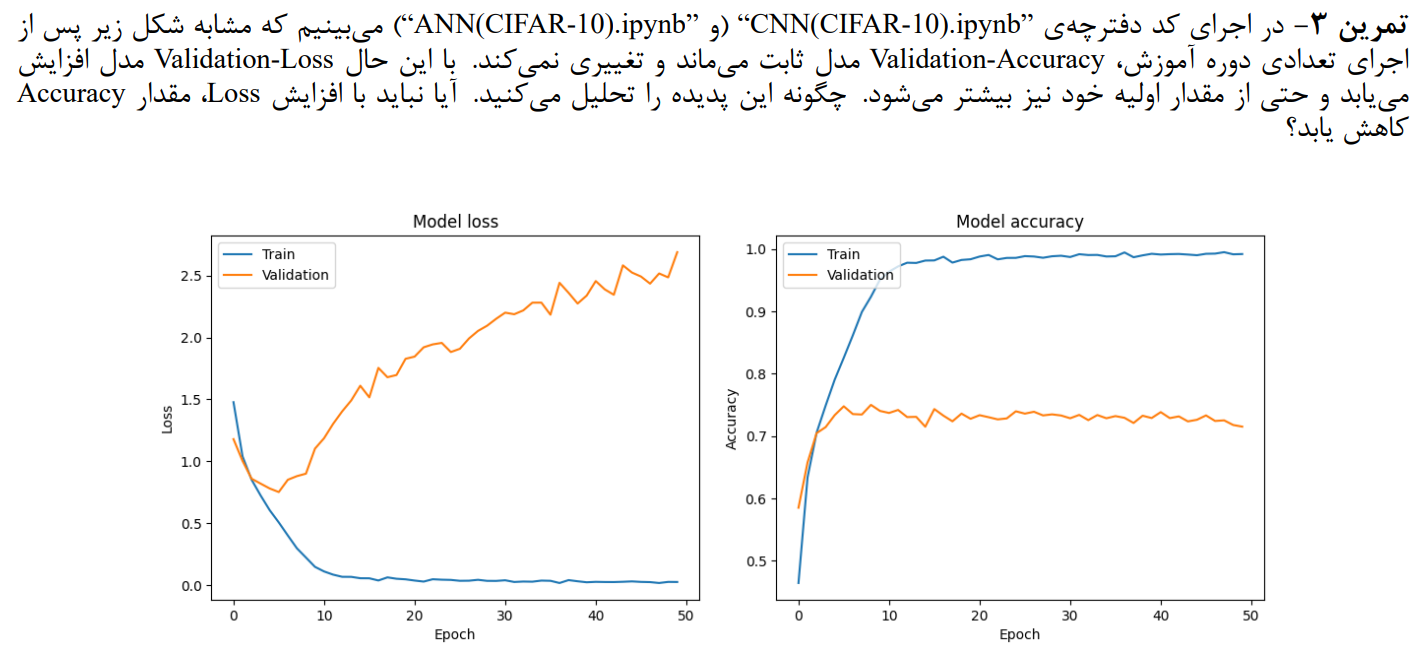 تمرین ۳- در اجرای کد دفترچه‌ی "CNN(CIFAR-10).ipynb" (و "ANN(CIFAR-10).ipynb") می‌بینیم که مشابه شکل زیر پس از
اجرای تعدادی دوره آموزش، Validation-Accuracy مدل ثابت می‌ماند و تغییری نمی‌کند. با این حال Validation-Loss مدل افزایش
می‌یابد و حتی از مقدار اولیه خود نیز بیشتر می‌شود. چگونه این پدیده را تحلیل می‌کنید. آیا نباید با افزایش Loss، مقدار Accuracy
کاهش یابد؟
Model loss
Train
Validation
2.5
2.0
1.5
1.0
0.5
0.0
Loss
0 10 20 30 40 50
Epoch
Model accuracy
Train
Validation
1.0
0.9
0.8
0.7
0.6
0.5
Accuracy
0 10 20 30 40 50
Epoch